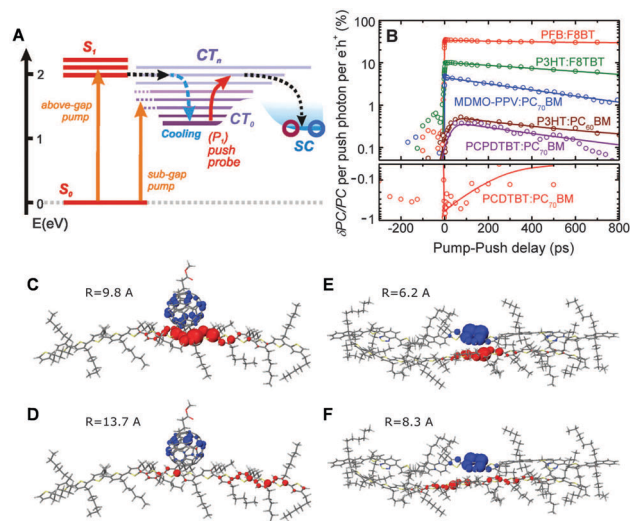 A
S₁
CTₙ
2
above-gap
pump
Cooling
CT₀
(P₁)
push
probe
SC
1
sub-gap
pump
S₀
0
E(eV)
B
δPC/PC per push photon per e⁻h⁺ (%)
100
PFB:F8BT
10
P3HT:F8TBT
MDMO-PPV:PC₇₀BM
1
P3HT:PC₆₀BM
0.1
PCPDTBT:PC₇₀BM
-0.1
PCDTBT:PC₇₀BM
-1
-200
0
200
400
600
800
Pump-Push delay (ps)
C
R=9.8 A
E
R=6.2 A
D
R=13.7 A
F
R=8.3 A